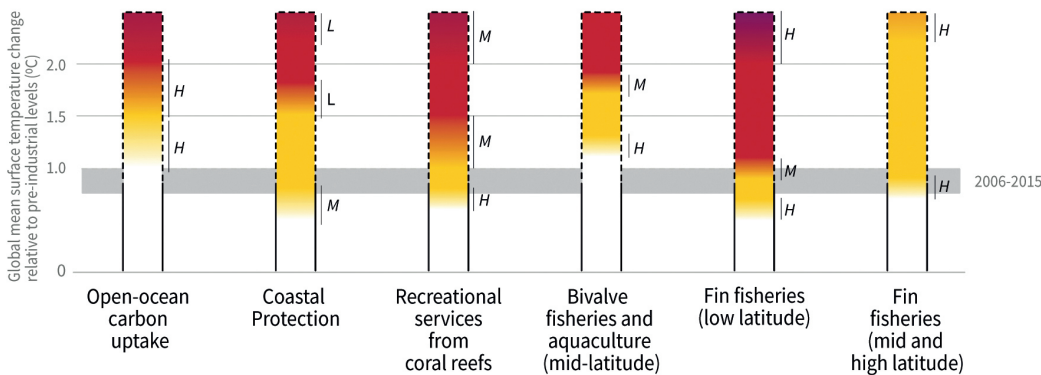 Global mean surface temperature change
relative to pre-industrial levels (ºC)
2.0
1.5
1.0
0
H
H
L
L
M
M
M
H
M
H
H
M
H
H
H
2006-2015
Open-ocean
carbon
uptake
Coastal
Protection
Recreational
services
from
coral reefs
Bivalve
fisheries and
aquaculture
(mid-latitude)
Fin fisheries
(low latitude)
Fin
fisheries
(mid and
high latitude)